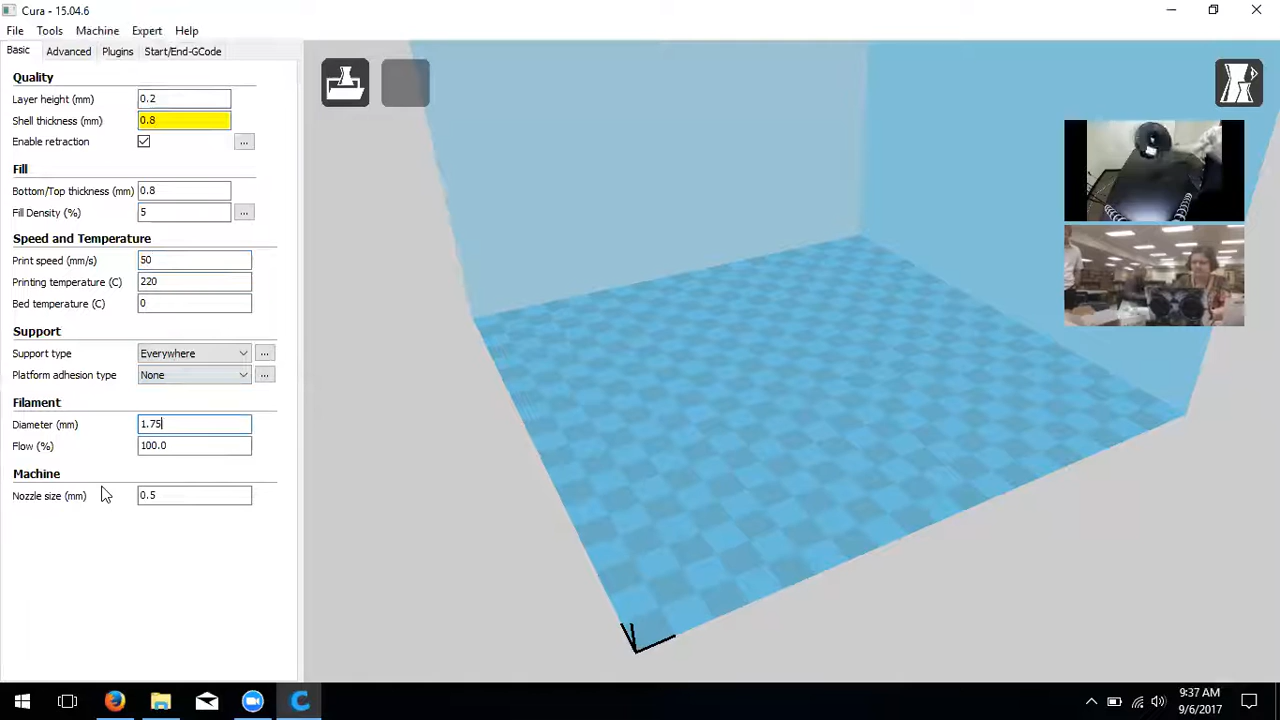 Cura - 15.04.6
File Tools Machine Expert Help
Basic Advanced Plugins Start/End-GCode
Quality
Layer height (mm) 0.2
Shell thickness (mm) 0.8
Enable retraction ...
Fill
Bottom/Top thickness (mm) 0.8
Fill Density (%) 5 ...
Speed and Temperature
Print speed (mm/s) 50
Printing temperature (C) 220
Bed temperature (C) 0
Support
Support type Everywhere ...
Platform adhesion type None ...
Filament
Diameter (mm) 1.75
Flow (%) 100.0
Machine
Nozzle size (mm) 0.5
9:37 AM
9/6/2017